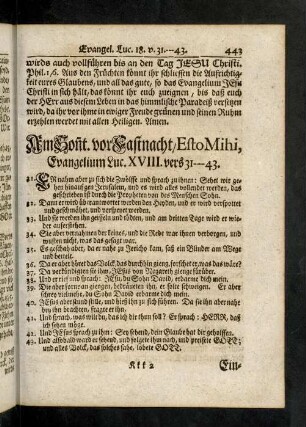 Evangel. Luc. 18. v. 31.--43. 443
wirds auch vollführen bis an den Tag JESU Christi.
Phil. 1, 6. Aus den Früchten könnt ihr schliessen die Aufrichtig-
keit eures Glaubens, und all das gute, so das Evangelium JEsu
Christi in sich hält, das könnt ihr euch zueignen, bis daß euch
der HErr aus diesem Leben in das himmlische Paradeiß versetzen
wird, da ihr vor ihme in ewiger Freude grünen und seinen Ruhm
erzehlen werdet mit allen Heiligen. Amen.
Am Sont. vor Fastnacht, Esto Mihi,
Evangelium Luc. XVIII. vers 31--43.
31. ER nahm aber zu sich die Zwölffe und sprach zu ihnen: Sehet wir ge-
hen hinauf gen Jerusalem, und es wird alles vollendet werden, das
geschrieben ist durch die Propheten von des Menschen Sohn.
32. Dann er wird überantwortet werden den Heyden, und er wird verspottet
und geschmähet, und verspeyet werden.
33. Und sie werden ihn geisseln und tödten, und am dritten Tage wird er wie-
der auferstehen.
34. Sie aber vernahmen der keines, und die Rede war ihnen verborgen, und
wusten nicht, was das gesagt war.
35. Es geschah aber, da er nahe zu Jericho kam, saß ein Blinder am Wege
und bettelt.
36. Da er aber höret das Volck das durchhin gieng, forschet er, was das wäre?
37. Da verkündigten sie ihm, JEsus von Nazareth gienge fürüber.
38. Und er rief und sprach: JEsu du Sohn David, erbarme dich mein.
39. Die aber fornen an giengen, bedräueten ihn, er solte schweigen. Er aber
schrey viel mehr, du Sohn David erbarme dich mein.
40. JEsus aber stund stille, und hieß ihn zu sich führen. Da sie ihn aber nahe
bey ihn brachten, fragte er ihn.
41. Und sprach, was wilt du, das ich dir thun soll? Er sprach: HERR, daß
ich sehen möge.
42. Und JEsus sprach zu ihm: Sey sehend, dein Glaube hat dir geholffen.
43. Und alsobald ward er sehend, und folgete ihm nach, und preisete GOTT;
und alles Volck, das solches sahe, lobete GOTT.
Kkk 2 Ein-